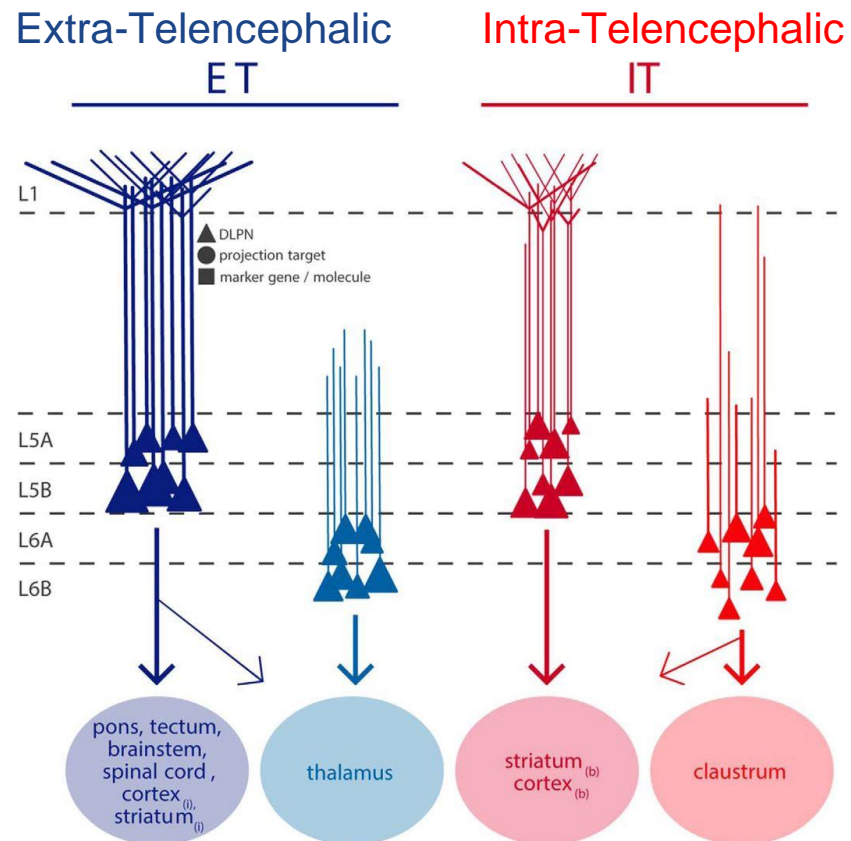 Extra-Telencephalic
Intra-Telencephalic
ET
IT
L1
DLPN
projection target
marker gene / molecule
L5A
L5B
L6A
L6B
pons, tectum,
brainstem,
spinal cord ,
cortex (i),
striatum (i)
thalamus
striatum (b)
cortex (b)
claustrum